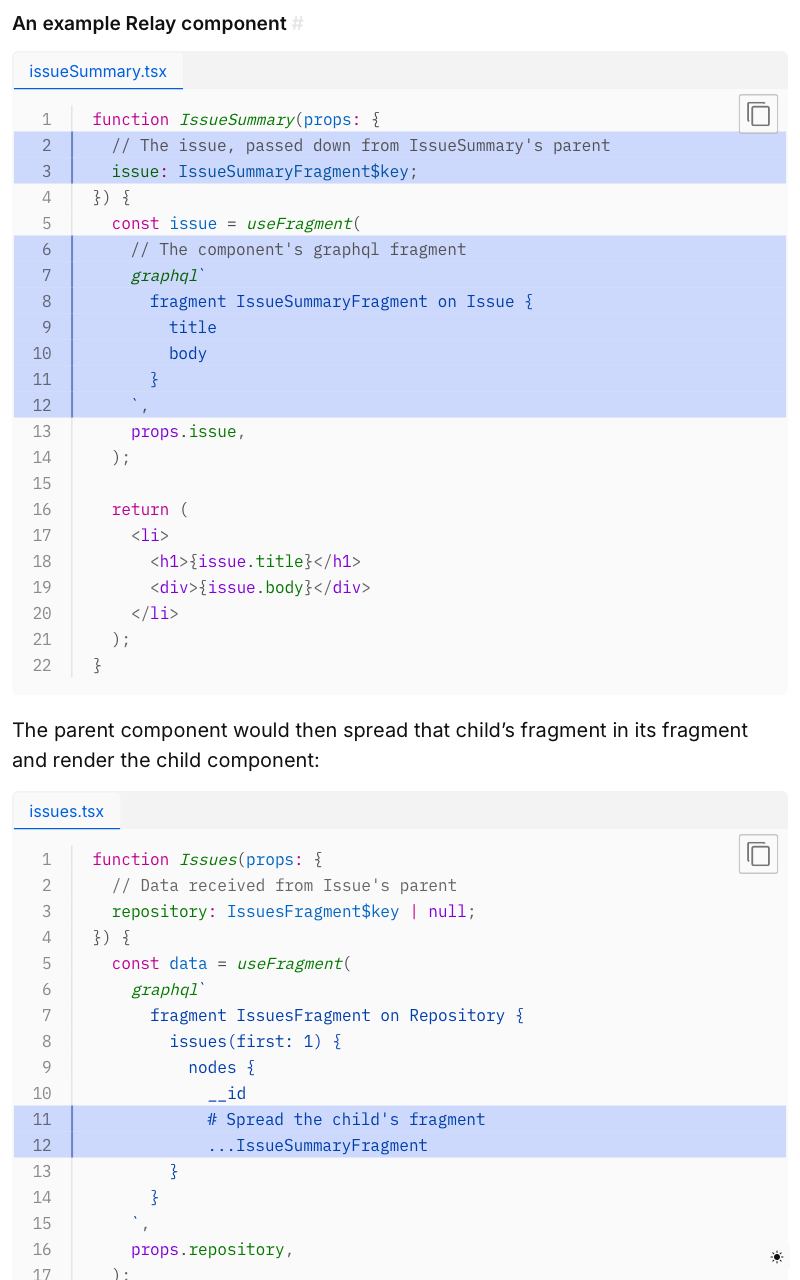 An example Relay component #
issueSummary.tsx
1 function IssueSummary(props: {
2   // The issue, passed down from IssueSummary's parent
3   issue: IssueSummaryFragment$key;
4 }) {
5   const issue = useFragment(
6     // The component's graphql fragment
7     graphql`
8       fragment IssueSummaryFragment on Issue {
9         title
10         body
11       }
12     `,
13     props.issue,
14   );
15
16   return (
17     <li>
18       <h1>{issue.title}</h1>
19       <div>{issue.body}</div>
20     </li>
21   );
22 }
The parent component would then spread that child’s fragment in its fragment
and render the child component:
issues.tsx
1 function Issues(props: {
2   // Data received from Issue's parent
3   repository: IssuesFragment$key | null;
4 }) {
5   const data = useFragment(
6     graphql`
7       fragment IssuesFragment on Repository {
8         issues(first: 1) {
9           nodes {
10             __id
11             # Spread the child's fragment
12             ...IssueSummaryFragment
13         }
14       }
15     `,
16     props.repository,
17   );